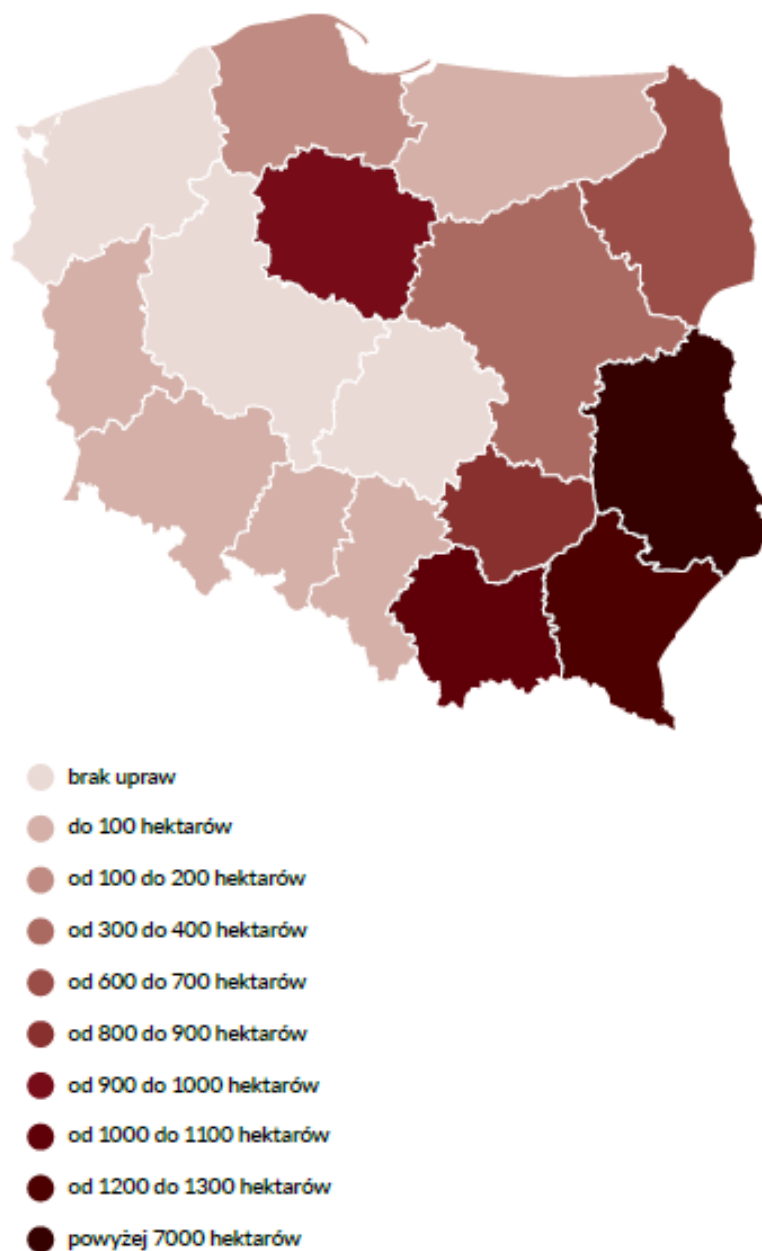 brak upraw
do 100 hektarów
od 100 do 200 hektarów
od 300 do 400 hektarów
od 600 do 700 hektarów
od 800 do 900 hektarów
od 900 do 1000 hektarów
od 1000 do 1100 hektarów
od 1200 do 1300 hektarów
powyżej 7000 hektarów